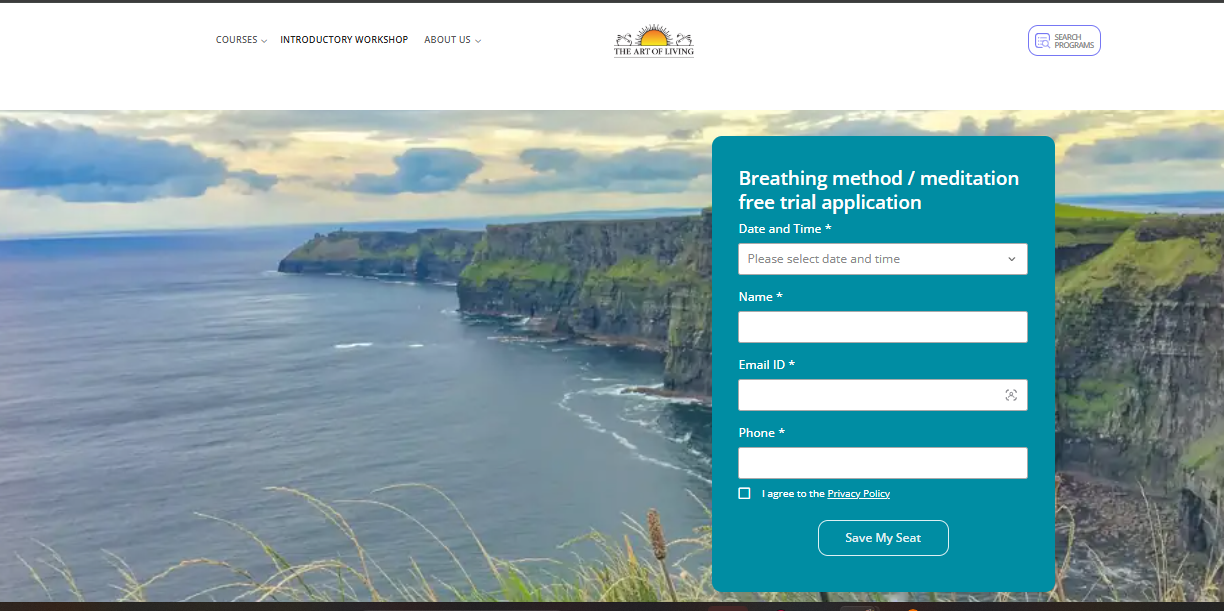 COURSES
INTRODUCTORY WORKSHOP
ABOUT US
THE ART OF LIVING
SEARCH
PROGRAMS
Breathing method / meditation
free trial application
Date and Time *
Please select date and time
Name *
Email ID *
Phone *
I agree to the Privacy Policy
Save My Seat